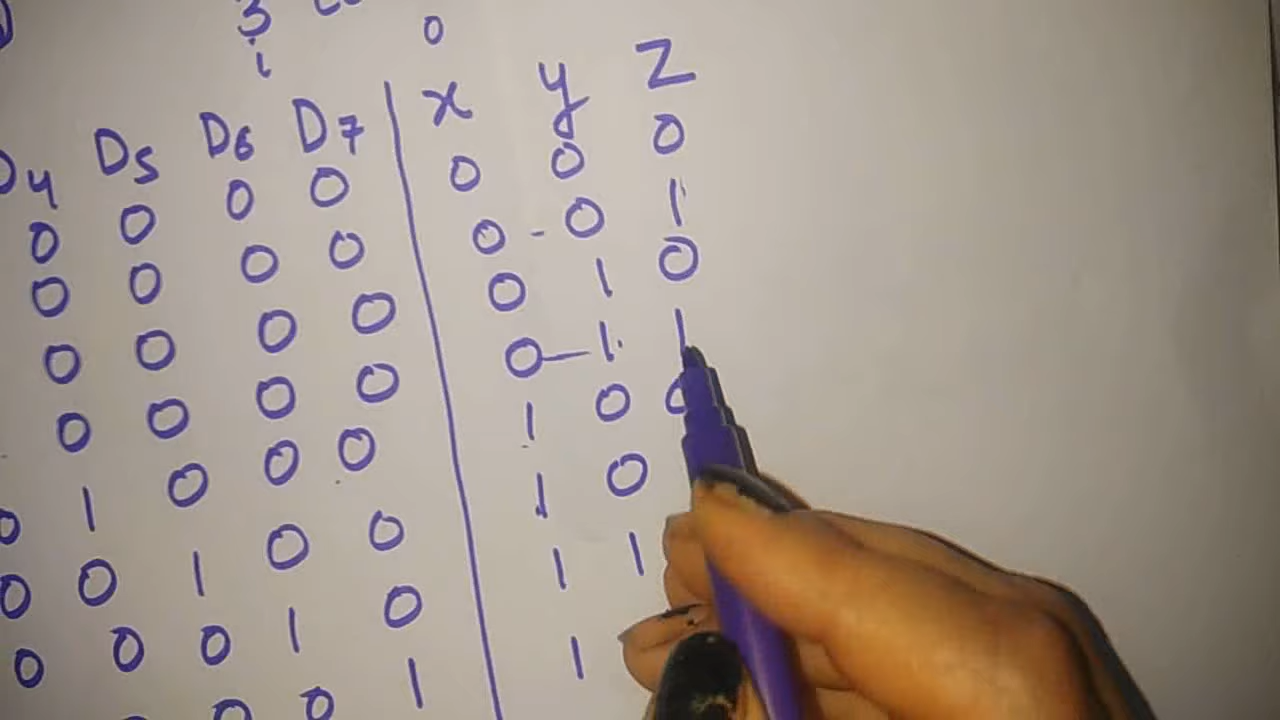 3 0
i
D4 D5 D6 D7 x y z
0 0 0 0 0 0 0
0 0 0 0 0 - 0 1
0 0 0 0 0 1 0
0 0 0 0 0 — 1 1
0 1 0 0 0 1 0 0
0 0 1 0 0 1 0
0 0 0 1 0 1 1
0 0 1 1